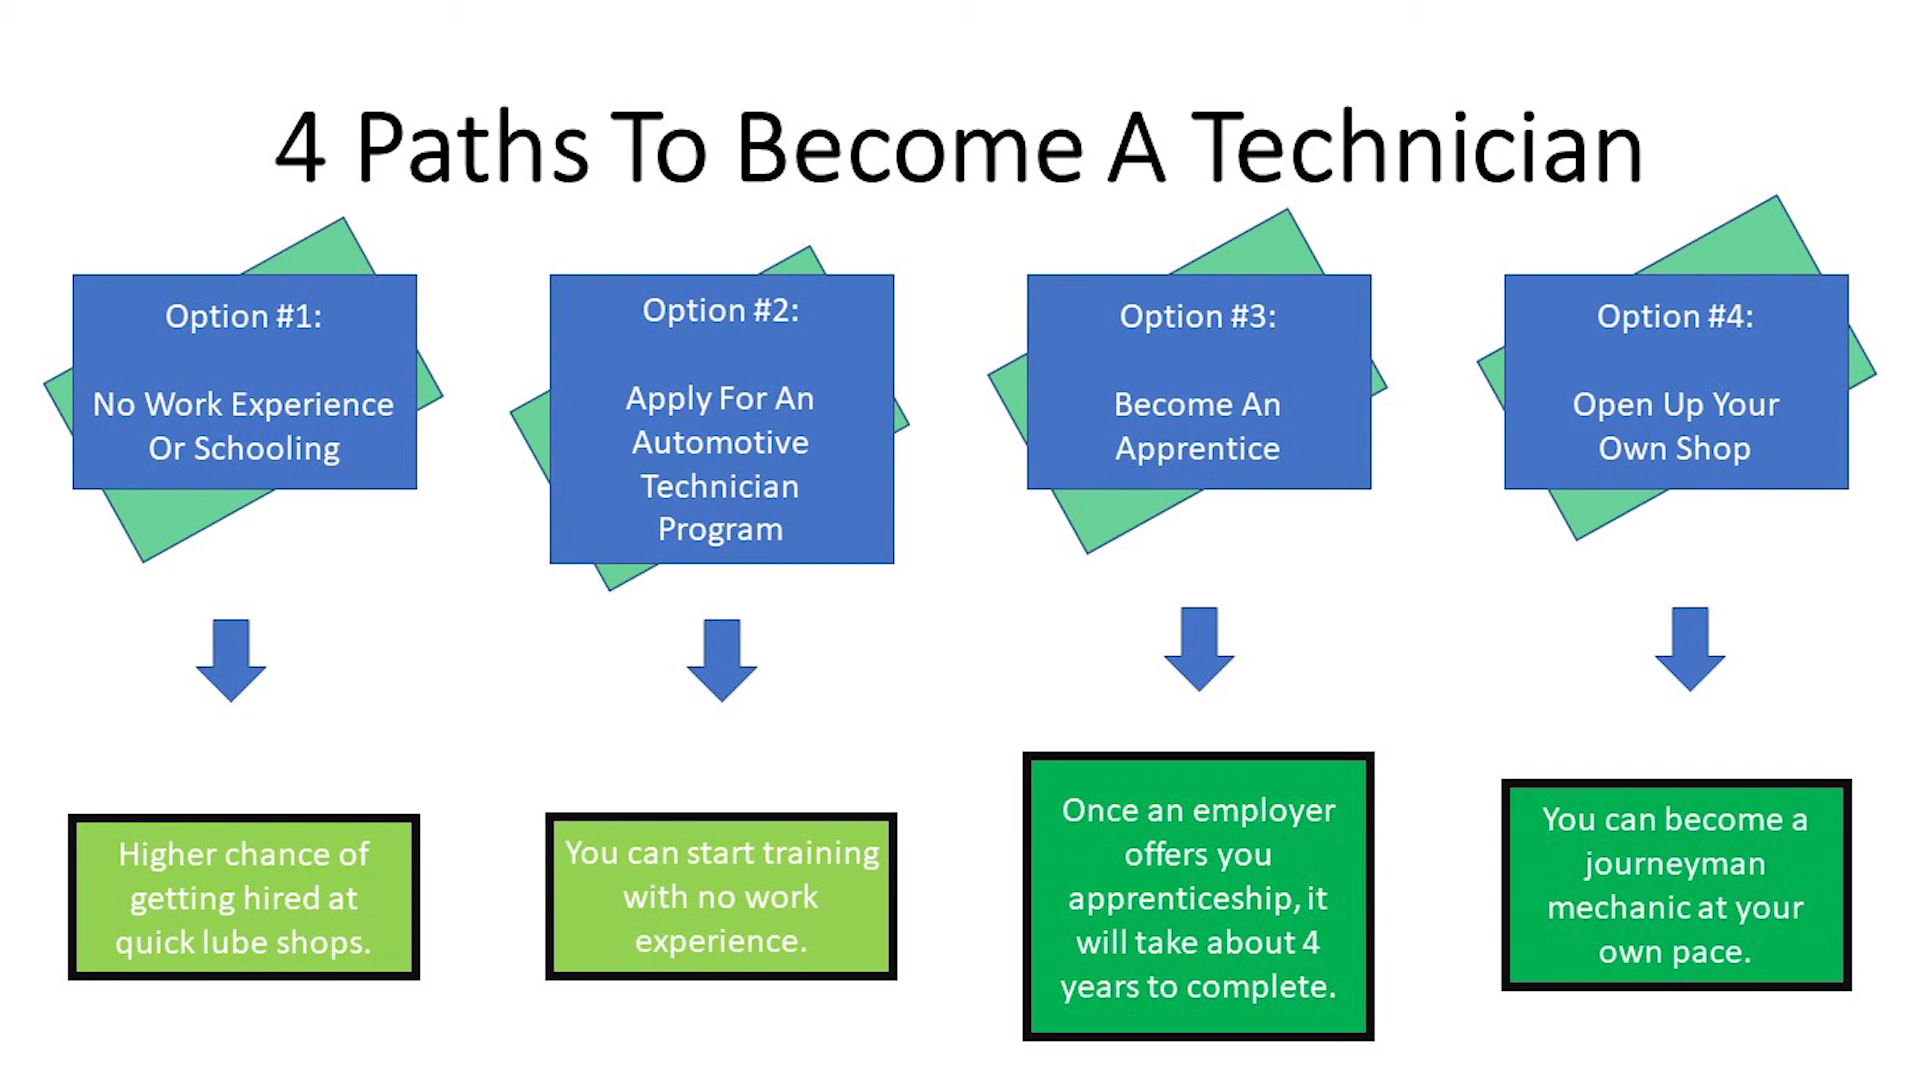 4 Paths To Become A Technician
Option #1:
No Work Experience
Or Schooling
Option #2:
Apply For An
Automotive
Technician
Program
Option #3:
Become An
Apprentice
Option #4:
Open Up Your
Own Shop
Higher chance of
getting hired at
quick lube shops.
You can start training
with no work
experience.
Once an employer
offers you
apprenticeship, it
will take about 4
years to complete.
You can become a
journeyman
mechanic at your
own pace.